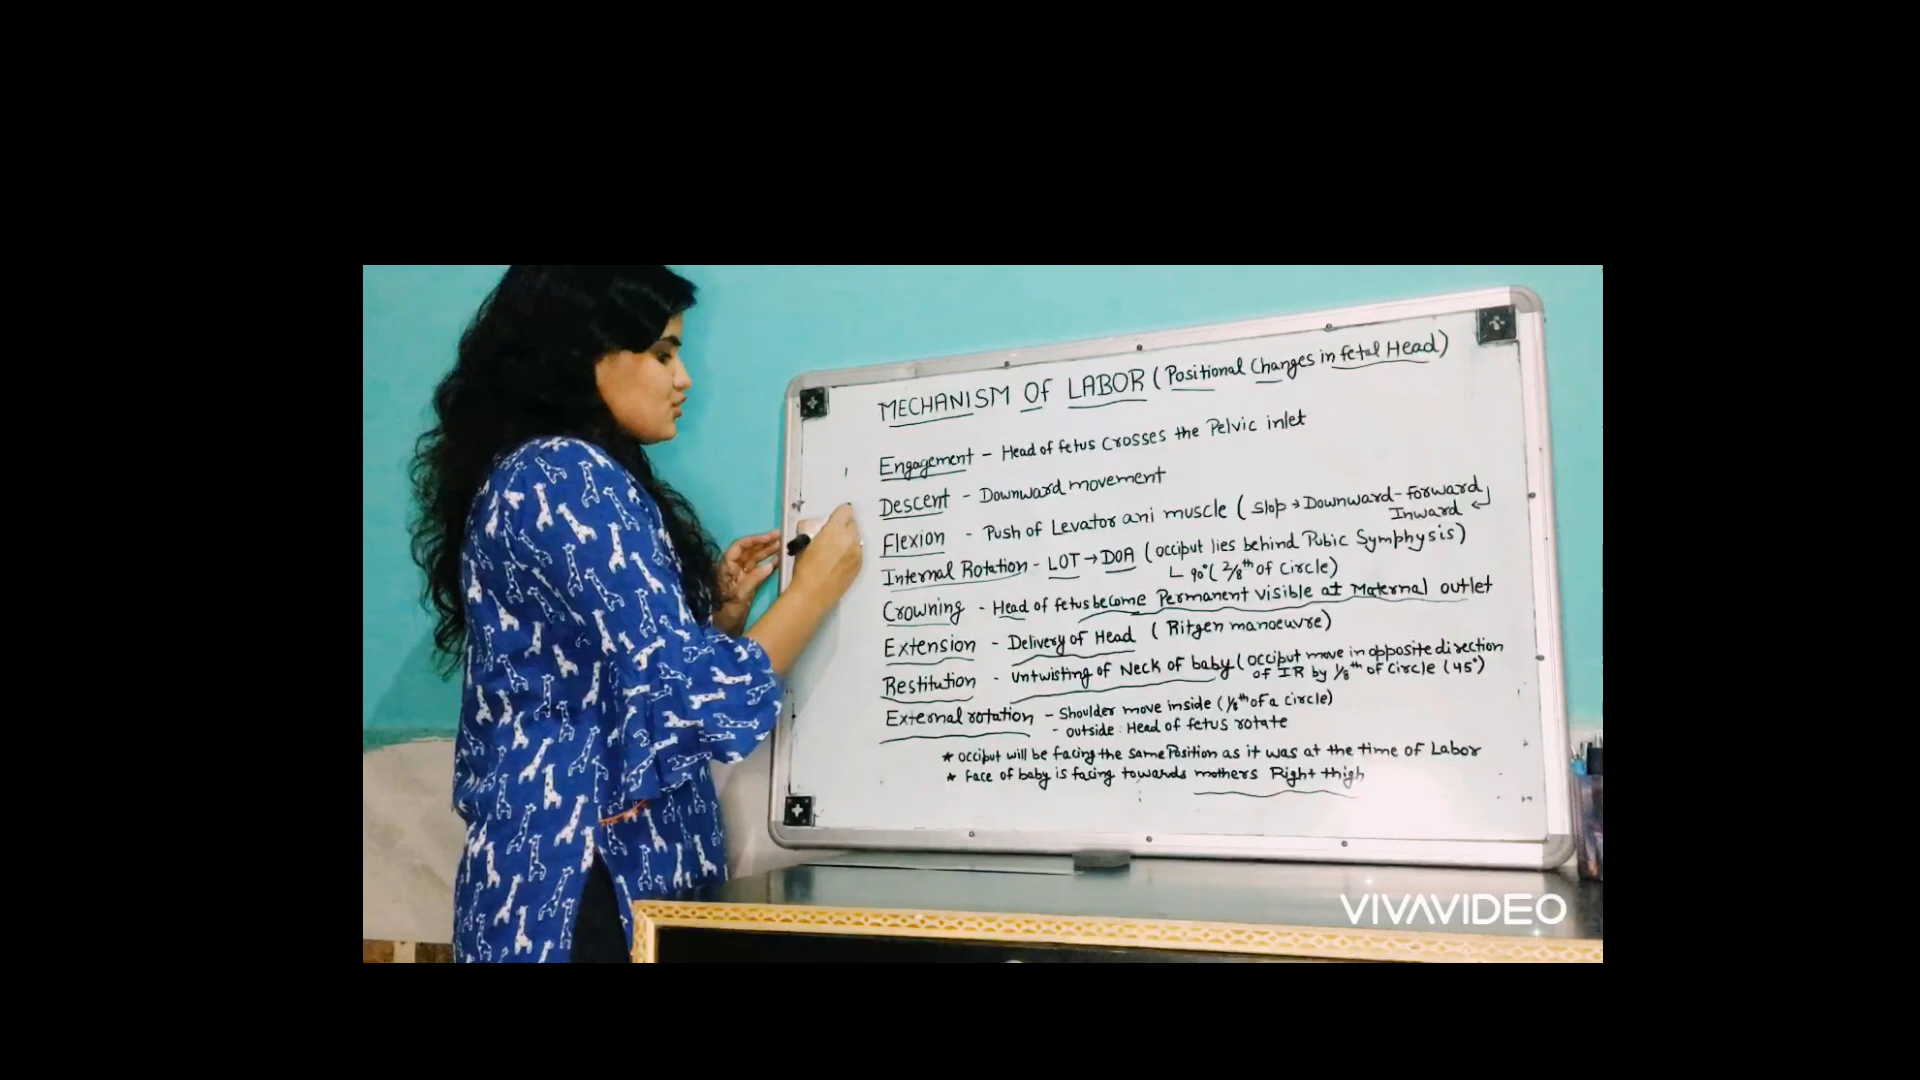 MECHANISM OF LABOR (Positional Changes in fetal Head)
1 Engagement - Head of fetus crosses the Pelvic inlet
Descent - Downward movement
Flexion - Push of Levator ani muscle (Slop → Downward-forward
Inward
Internal Rotation - LOT → DOA (occiput lies behind Pubic Symphysis)
90° (2/8th of circle)
Crowning - Head of fetus become Permanent visible at Maternal outlet
Extension - Delivery of Head (Ritgen manoeuvre)
Restitution - Untwisting of Neck of baby (occiput move in opposite direction
of IR by 1/8th of circle (45°)
External rotation - Shoulder move inside (1/8th of a circle)
- outside : Head of fetus rotate
* occiput will be facing the same Position as it was at the time of Labor
* Face of baby is facing towards mothers Right thigh
VIVAVIDEO